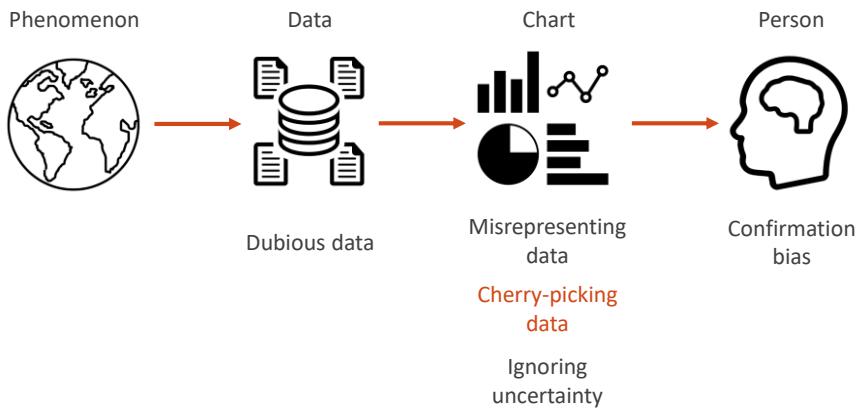 Phenomenon
Data
Chart
Person
Dubious data
Misrepresenting
data
Cherry-picking
data
Ignoring
uncertainty
Confirmation
bias